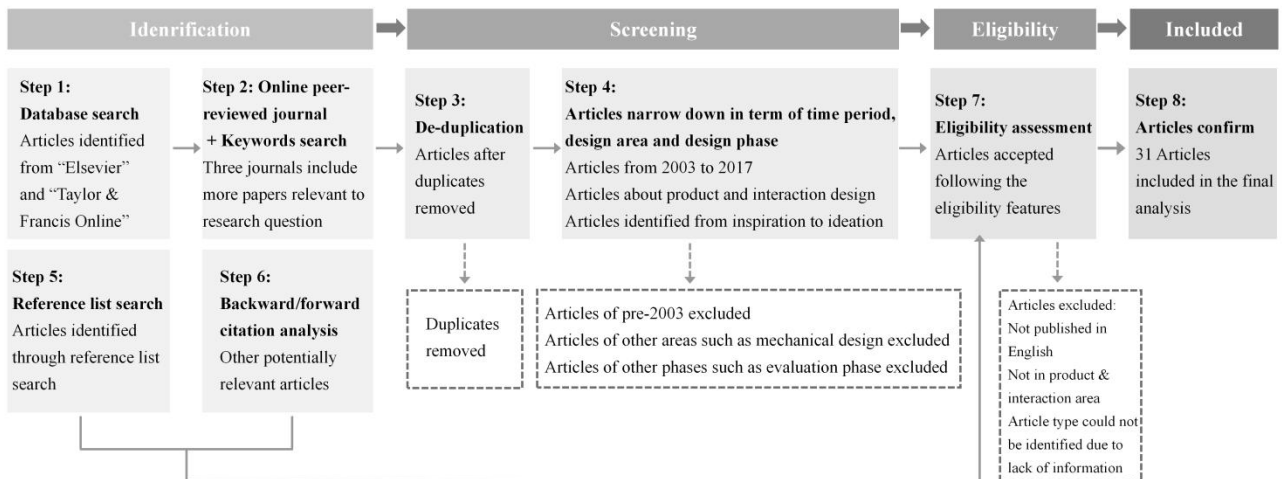 Idenrification
Screening
Eligibility
Included
Step 1:
Database search
Articles identified
from “Elsevier”
and “Taylor &
Francis Online”
Step 2: Online peer-
reviewed journal
+ Keywords search
Three journals include
more papers relevant to
research question
Step 3:
De-duplication
Articles after
duplicates
removed
Step 4:
Articles narrow down in term of time period,
design area and design phase
Articles from 2003 to 2017
Articles about product and interaction design
Articles identified from inspiration to ideation
Step 7:
Eligibility assessment
Articles accepted
following the
eligibility features
Step 8:
Articles confirm
31 Articles
included in the final
analysis
Step 5:
Reference list search
Articles identified
through reference list
search
Step 6:
Backward/forward
citation analysis
Other potentially
relevant articles
Duplicates
removed
Articles of pre-2003 excluded
Articles of other areas such as mechanical design excluded
Articles of other phases such as evaluation phase excluded
Articles excluded:
Not published in
English
Not in product &
interaction area
Article type could not
be identified due to
lack of information